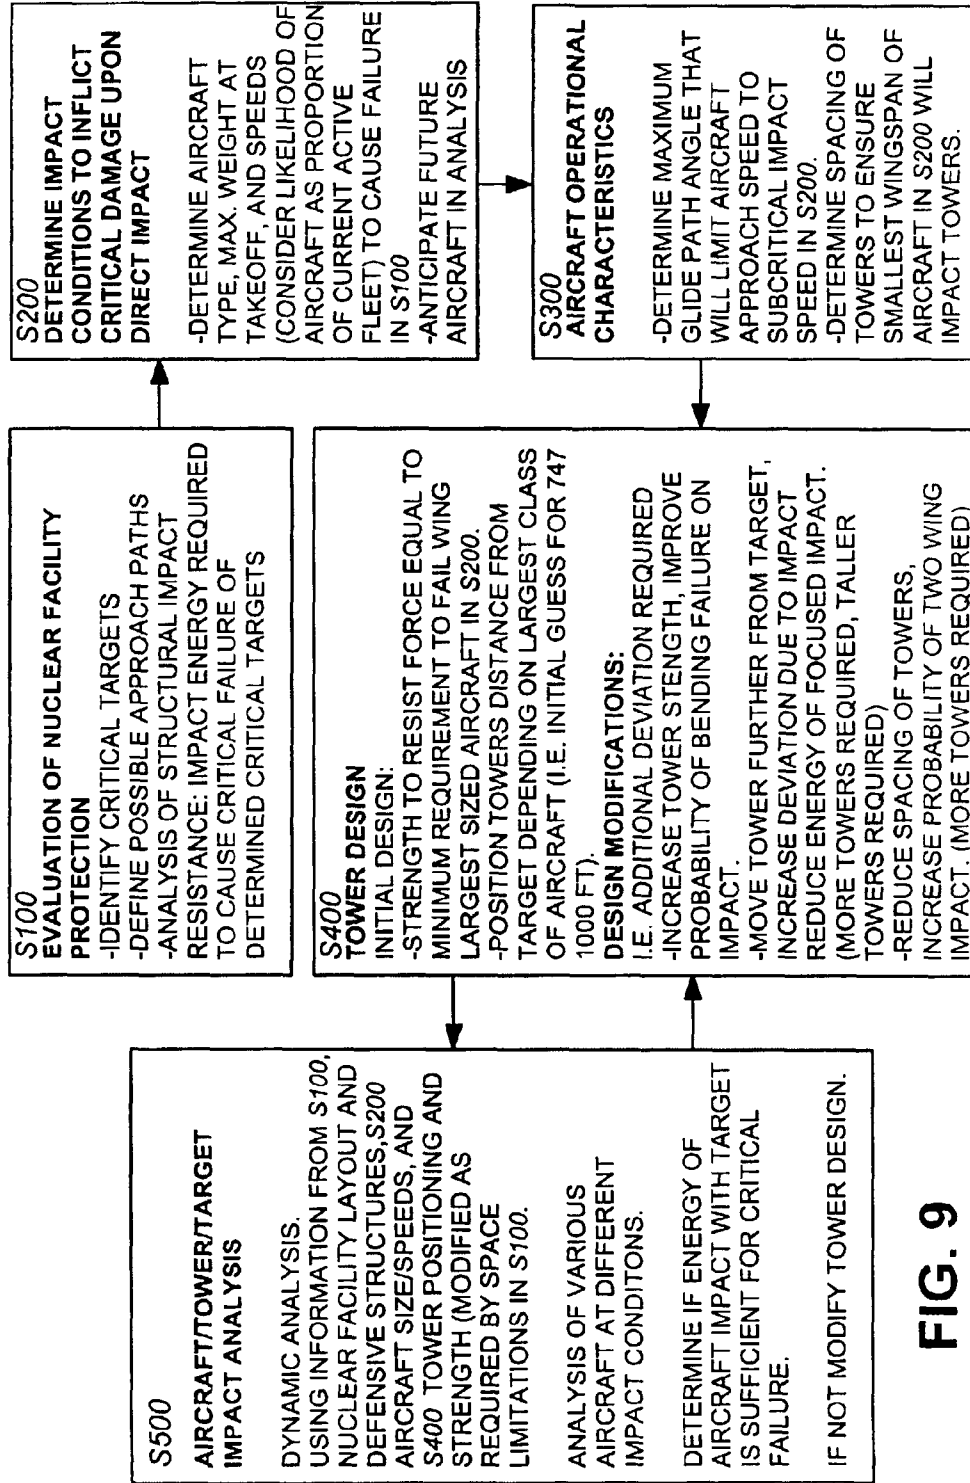 S100
EVALUATION OF NUCLEAR FACILITY
PROTECTION
-IDENTIFY CRITICAL TARGETS
-DEFINE POSSIBLE APPROACH PATHS
-ANALYSIS OF STRUCTURAL IMPACT
RESISTANCE: IMPACT ENERGY REQUIRED
TO CAUSE CRITICAL FAILURE OF
DETERMINED CRITICAL TARGETS
S200
DETERMINE IMPACT
CONDITIONS TO INFLICT
CRITICAL DAMAGE UPON
DIRECT IMPACT
-DETERMINE AIRCRAFT
TYPE, MAX. WEIGHT AT
TAKEOFF, AND SPEEDS
(CONSIDER LIKELIHOOD OF
AIRCRAFT AS PROPORTION
OF CURRENT ACTIVE
FLEET) TO CAUSE FAILURE
IN S100
-ANTICIPATE FUTURE
AIRCRAFT IN ANALYSIS
S300
AIRCRAFT OPERATIONAL
CHARACTERISTICS
-DETERMINE MAXIMUM
GLIDE PATH ANGLE THAT
WILL LIMIT AIRCRAFT
APPROACH SPEED TO
SUBCRITICAL IMPACT
SPEED IN S200.
-DETERMINE SPACING OF
TOWERS TO ENSURE
SMALLEST WINGSPAN OF
AIRCRAFT IN S200 WILL
IMPACT TOWERS.
S400
TOWER DESIGN
INITIAL DESIGN:
-STRENGTH TO RESIST FORCE EQUAL TO
MINIMUM REQUIREMENT TO FAIL WING
LARGEST SIZED AIRCRAFT IN S200.
-POSITION TOWERS DISTANCE FROM
TARGET DEPENDING ON LARGEST CLASS
OF AIRCRAFT (I.E. INITIAL GUESS FOR 747
1000 FT).
DESIGN MODIFICATIONS:
I.E. ADDITIONAL DEVIATION REQUIRED
-INCREASE TOWER STENGTH, IMPROVE
PROBABILITY OF BENDING FAILURE ON
IMPACT.
-MOVE TOWER FURTHER FROM TARGET,
INCREASE DEVIATION DUE TO IMPACT
REDUCE ENERGY OF FOCUSED IMPACT.
(MORE TOWERS REQUIRED, TALLER
TOWERS REQUIRED)
-REDUCE SPACING OF TOWERS,
INCREASE PROBABILITY OF TWO WING
IMPACT. (MORE TOWERS REQUIRED)
S500
AIRCRAFT/TOWER/TARGET
IMPACT ANALYSIS
DYNAMIC ANALYSIS.
USING INFORMATION FROM S100,
NUCLEAR FACILITY LAYOUT AND
DEFENSIVE STRUCTURES,S200
AIRCRAFT SIZE/SPEEDS, AND
S400 TOWER POSITIONING AND
STRENGTH (MODIFIED AS
REQUIRED BY SPACE
LIMITATIONS IN S100.
ANALYSIS OF VARIOUS
AIRCRAFT AT DIFFERENT
IMPACT CONDITONS.
DETERMINE IF ENERGY OF
AIRCRAFT IMPACT WITH TARGET
IS SUFFICIENT FOR CRITICAL
FAILURE.
IF NOT MODIFY TOWER DESIGN.
FIG. 9